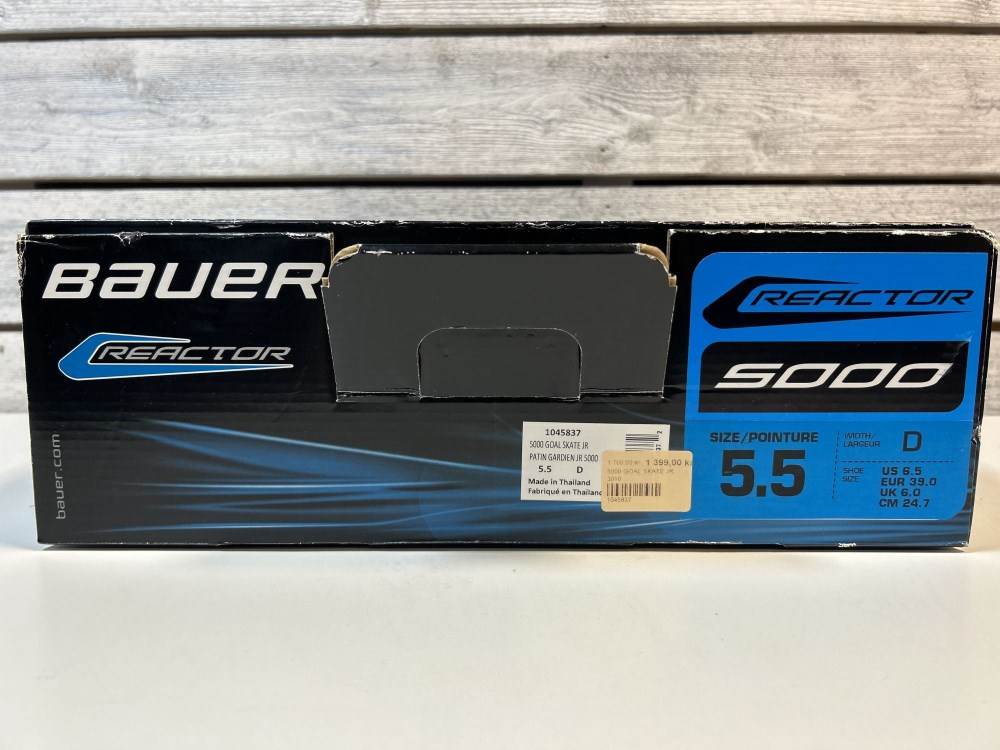 BAUER
REACTOR
bauer.com
1045837
5000 GOAL SKATE JR
PATIN GARDIEN JR 5000
5.5 D
Made in Thailand
Fabriqué en Thailand
1 399,00 K
5000 GOAL SKATE JR
1045837
REACTOR
5000
SIZE/POINTURE
5.5
WIDTH/
LARGEUR
D
SHOE
SIZE
US 6.5
EUR 39.0
UK 6.0
CM 24.7